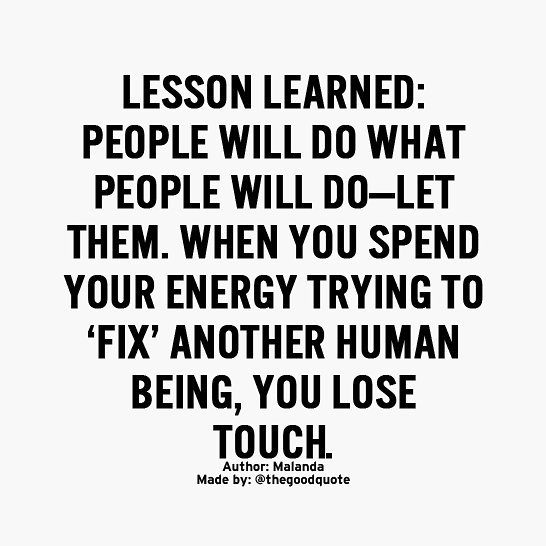 LESSON LEARNED:
PEOPLE WILL DO WHAT
PEOPLE WILL DO—LET
THEM. WHEN YOU SPEND
YOUR ENERGY TRYING TO
‘FIX’ ANOTHER HUMAN
BEING, YOU LOSE
TOUCH.
Author: Malanda
Made by: @thegoodquote